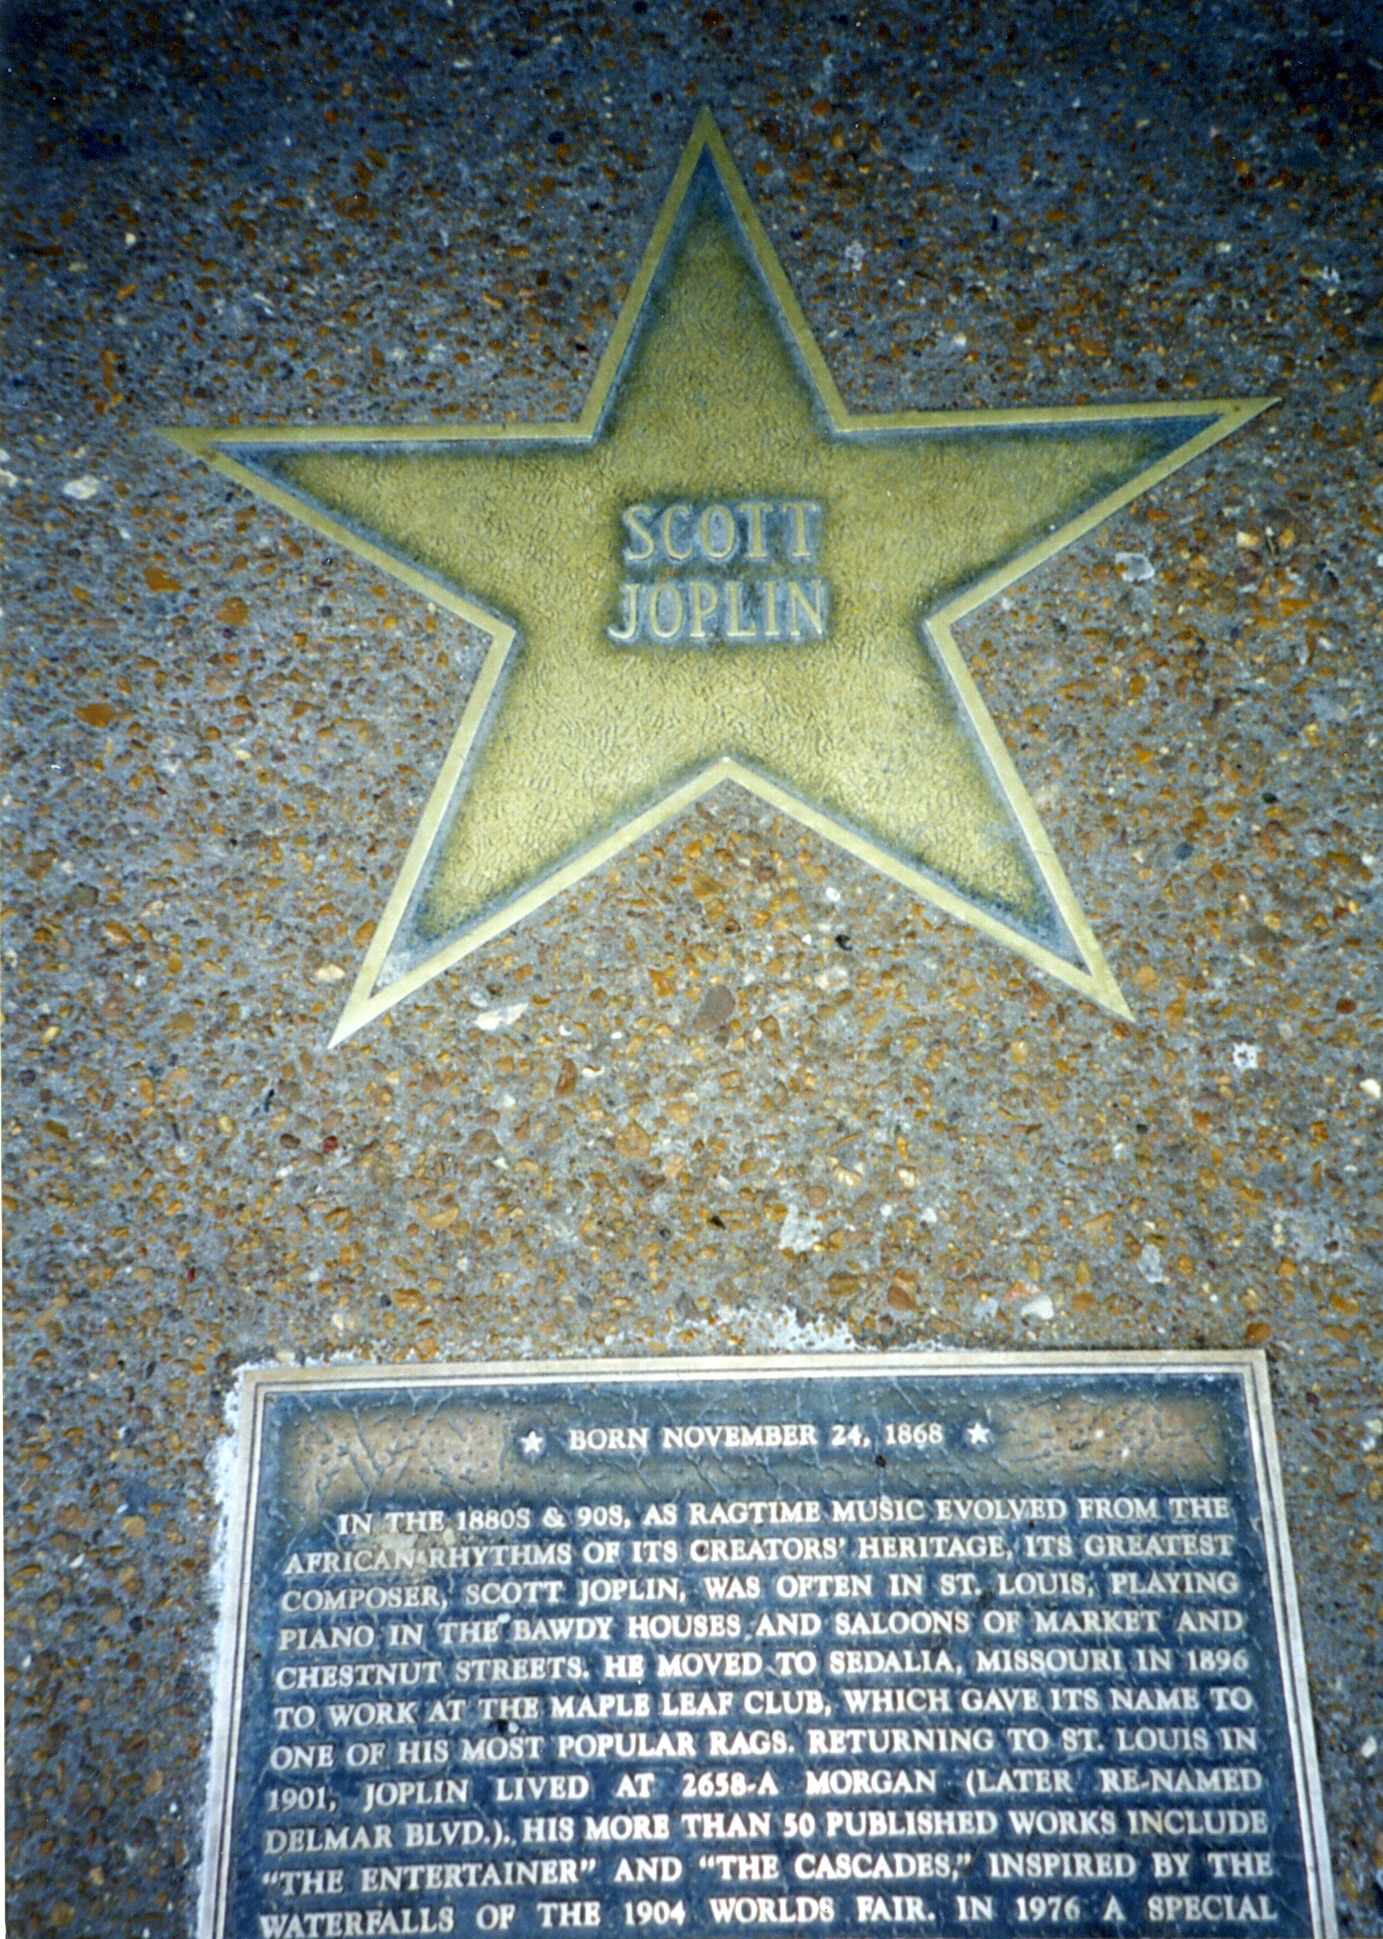 SCOTT
JOPLIN
★ BORN NOVEMBER 24, 1868 ★
IN THE 1880S & 90S, AS RAGTIME MUSIC EVOLVED FROM THE
AFRICAN RHYTHMS OF ITS CREATORS' HERITAGE, ITS GREATEST
COMPOSER, SCOTT JOPLIN, WAS OFTEN IN ST. LOUIS, PLAYING
PIANO IN THE BAWDY HOUSES AND SALOONS OF MARKET AND
CHESTNUT STREETS. HE MOVED TO SEDALIA, MISSOURI IN 1896
TO WORK AT THE MAPLE LEAF CLUB, WHICH GAVE ITS NAME TO
ONE OF HIS MOST POPULAR RAGS. RETURNING TO ST. LOUIS IN
1901, JOPLIN LIVED AT 2658-A MORGAN (LATER RE-NAMED
DELMAR BLVD.). HIS MORE THAN 50 PUBLISHED WORKS INCLUDE
"THE ENTERTAINER" AND "THE CASCADES," INSPIRED BY THE
WATERFALLS OF THE 1904 WORLDS FAIR. IN 1976 A SPECIAL